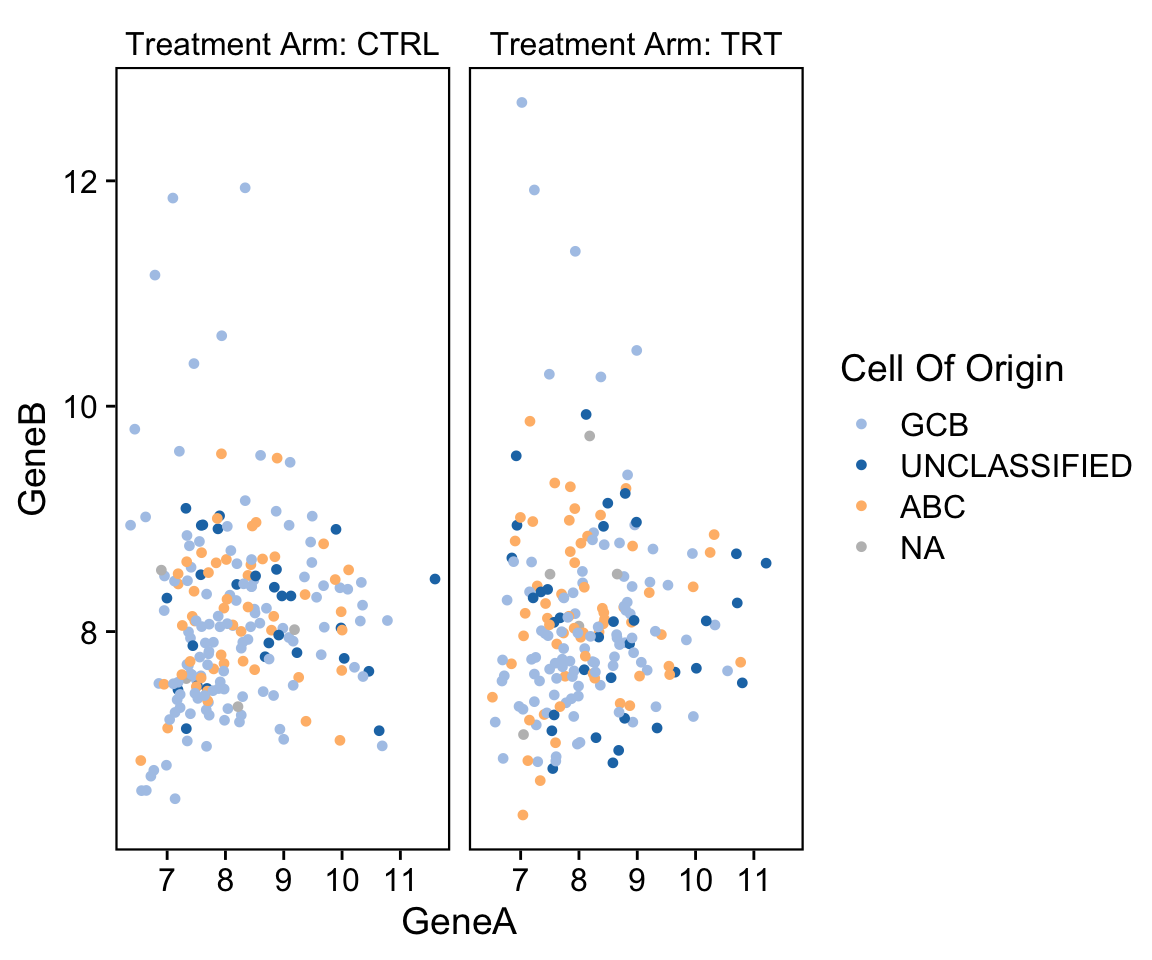 Treatment Arm: CTRL
Treatment Arm: TRT
12
10
8
GeneB
7 8 9 10 11
7 8 9 10 11
GeneA
Cell Of Origin
GCB
UNCLASSIFIED
ABC
NA